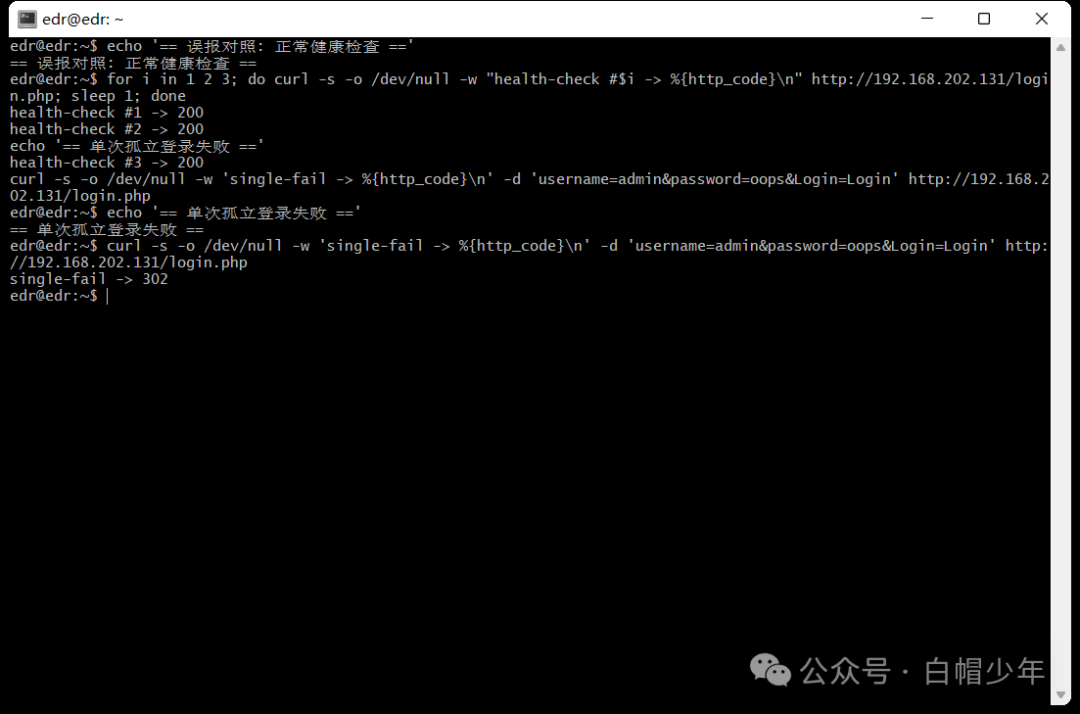 edr@edr: ~
edr@edr:~$ echo '== 误报对照: 正常健康检查 =='
== 误报对照: 正常健康检查 ==
edr@edr:~$ for i in 1 2 3; do curl -s -o /dev/null -w "health-check #$i -> %{http_code}\n" http://192.168.202.131/logi
n.php; sleep 1; done
health-check #1 -> 200
health-check #2 -> 200
echo '== 单次孤立登录失败 =='
health-check #3 -> 200
curl -s -o /dev/null -w 'single-fail -> %{http_code}\n' -d 'username=admin&password=oops&Login=Login' http://192.168.2
02.131/login.php
edr@edr:~$ echo '== 单次孤立登录失败 =='
== 单次孤立登录失败 ==
edr@edr:~$ curl -s -o /dev/null -w 'single-fail -> %{http_code}\n' -d 'username=admin&password=oops&Login=Login' http:
//192.168.202.131/login.php
single-fail -> 302
edr@edr:~$
公众号 · 白帽少年